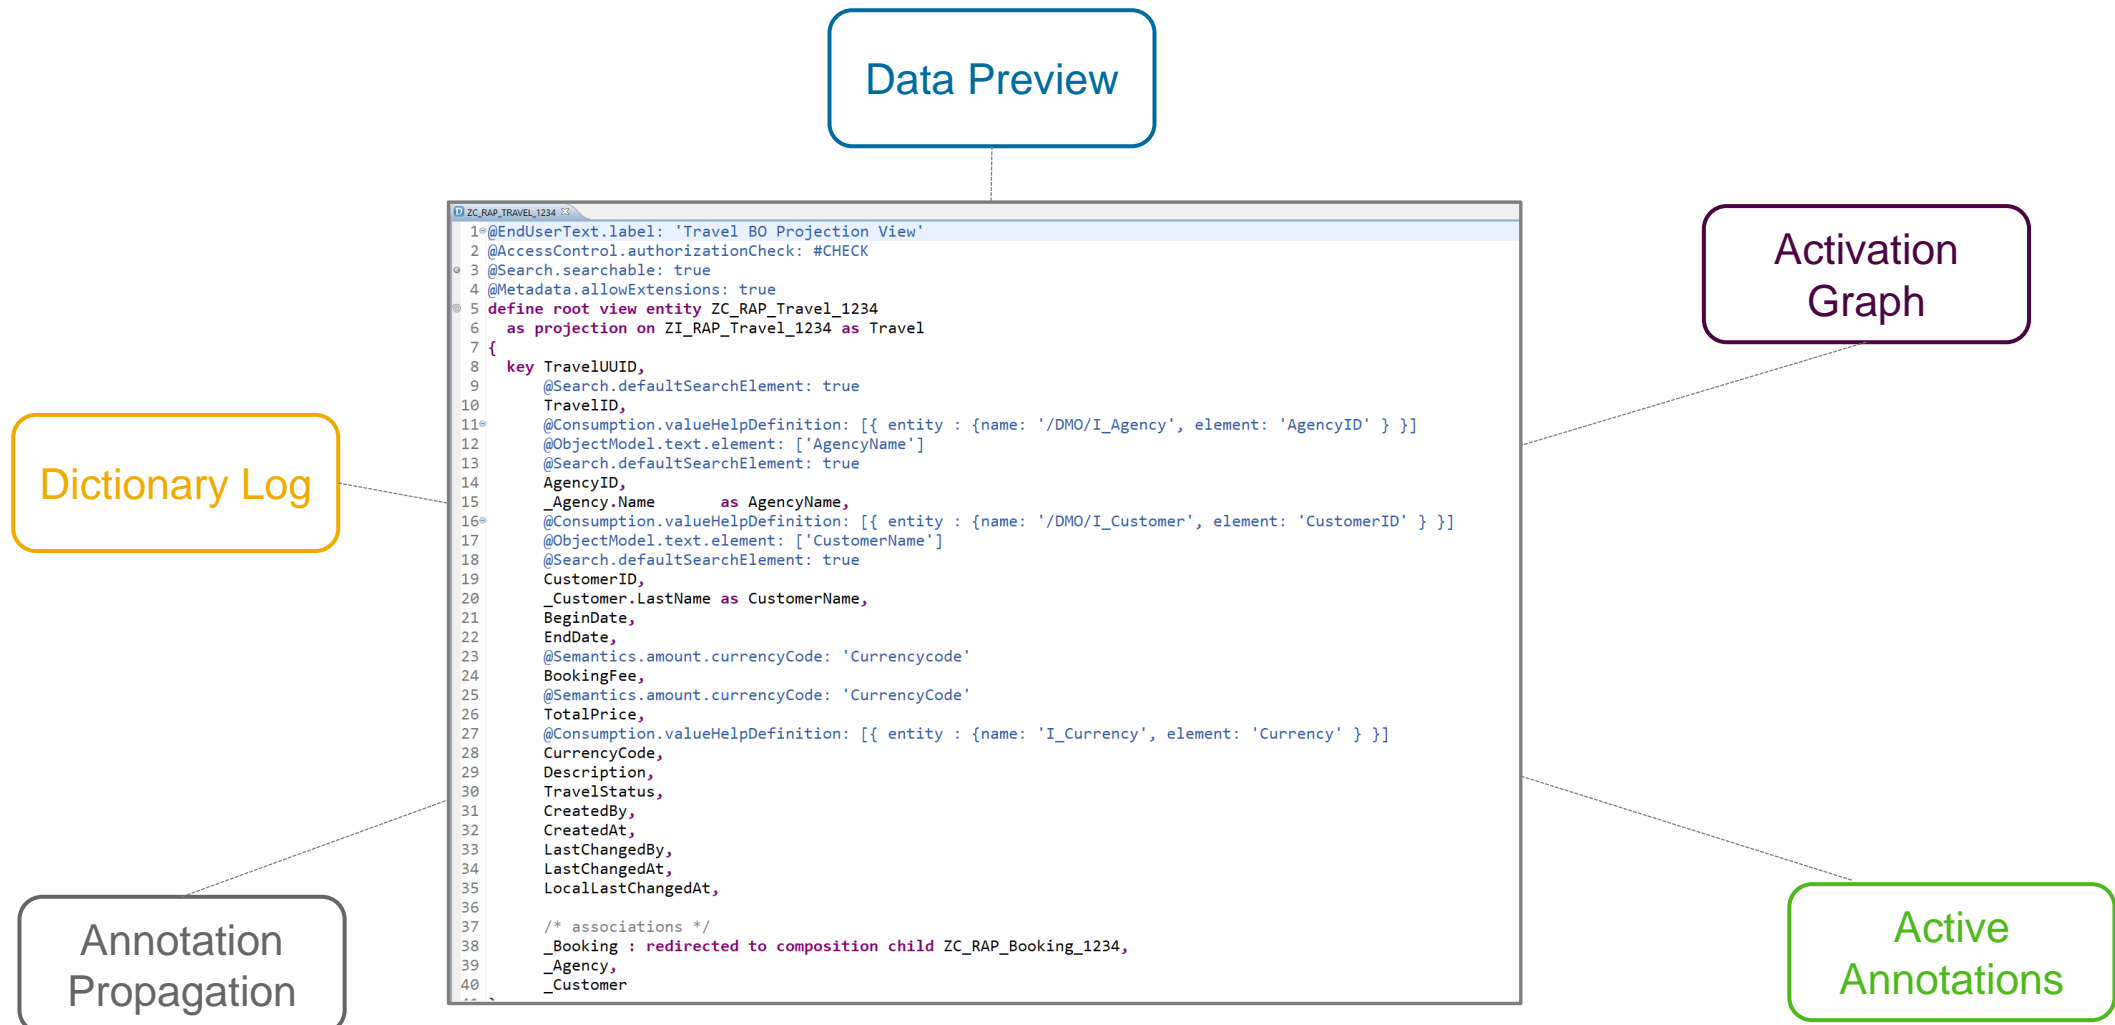 Data Preview
ZC_RAP_TRAVEL_1234
1 @EndUserText.label: 'Travel BO Projection View'
2 @AccessControl.authorizationCheck: #CHECK
3 @Search.searchable: true
4 @Metadata.allowExtensions: true
5 define root view entity ZC_RAP_Travel_1234
6   as projection on ZI_RAP_Travel_1234 as Travel
7 {
8   key TravelUUID,
9       @Search.defaultSearchElement: true
10       TravelID,
11       @Consumption.valueHelpDefinition: [{ entity : {name: '/DMO/I_Agency', element: 'AgencyID' } }]
12       @ObjectModel.text.element: ['AgencyName']
13       @Search.defaultSearchElement: true
14       AgencyID,
15       _Agency.Name       as AgencyName,
16       @Consumption.valueHelpDefinition: [{ entity : {name: '/DMO/I_Customer', element: 'CustomerID' } }]
17       @ObjectModel.text.element: ['CustomerName']
18       @Search.defaultSearchElement: true
19       CustomerID,
20       _Customer.LastName as CustomerName,
21       BeginDate,
22       EndDate,
23       @Semantics.amount.currencyCode: 'Currencycode'
24       BookingFee,
25       @Semantics.amount.currencyCode: 'CurrencyCode'
26       TotalPrice,
27       @Consumption.valueHelpDefinition: [{ entity : {name: 'I_Currency', element: 'Currency' } }]
28       CurrencyCode,
29       Description,
30       TravelStatus,
31       CreatedBy,
32       CreatedAt,
33       LastChangedBy,
34       LastChangedAt,
35       LocalLastChangedAt,
36
37       /* associations */
38       _Booking : redirected to composition child ZC_RAP_Booking_1234,
39       _Agency,
40       _Customer
Activation
Graph
Dictionary Log
Annotation
Propagation
Active
Annotations